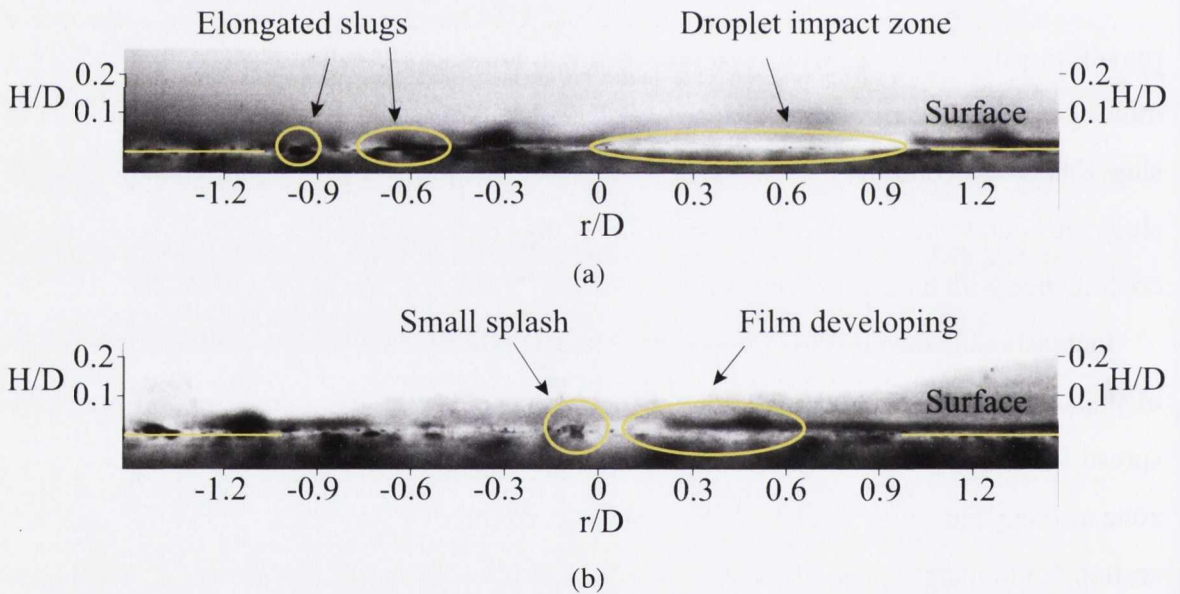 Elongated slugs Droplet impact zone
0.2 0.2
H/D 0.1 0.1 H/D
Surface
-1.2 -0.9 -0.6 -0.3 0 0.3 0.6 0.9 1.2
r/D
(a)
Small splash Film developing
0.2 0.2
H/D 0.1 0.1 H/D
Surface
-1.2 -0.9 -0.6 -0.3 0 0.3 0.6 0.9 1.2
r/D
(b)